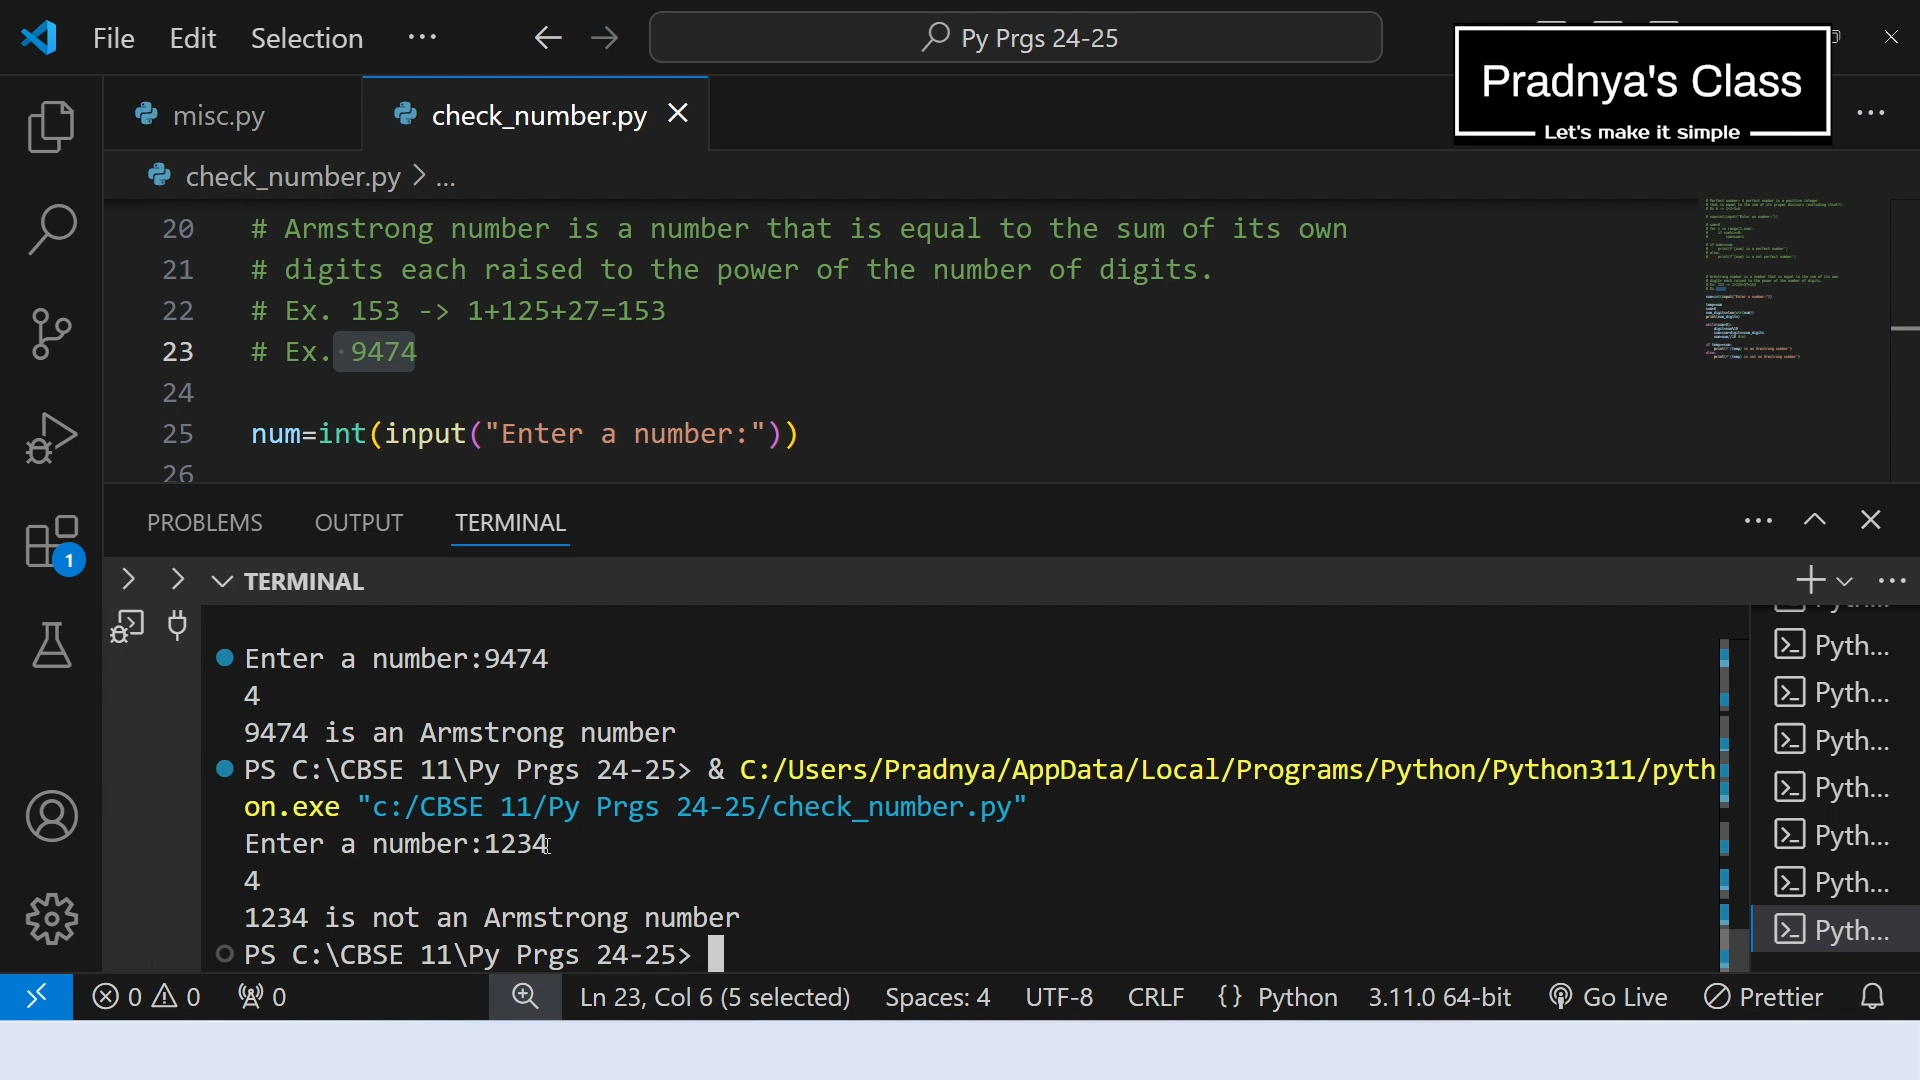 File Edit Selection ...
Py Prgs 24-25
Pradnya's Class
Let's make it simple
misc.py
check_number.py
check_number.py > ...
20 # Armstrong number is a number that is equal to the sum of its own
21 # digits each raised to the power of the number of digits.
22 # Ex. 153 -> 1+125+27=153
23 # Ex. 9474
24
25 num=int(input("Enter a number:"))
26
PROBLEMS OUTPUT TERMINAL
TERMINAL
Enter a number:9474
4
9474 is an Armstrong number
PS C:\CBSE 11\Py Prgs 24-25> & C:/Users/Pradnya/AppData/Local/Programs/Python/Python311/pyth
on.exe "c:/CBSE 11/Py Prgs 24-25/check_number.py"
Enter a number:1234
4
1234 is not an Armstrong number
PS C:\CBSE 11\Py Prgs 24-25>
Pyth...
Pyth...
Pyth...
Pyth...
Pyth...
Pyth...
Pyth...
1
0 0 0 Ln 23, Col 6 (5 selected) Spaces: 4 UTF-8 CRLF {} Python 3.11.0 64-bit Go Live Prettier